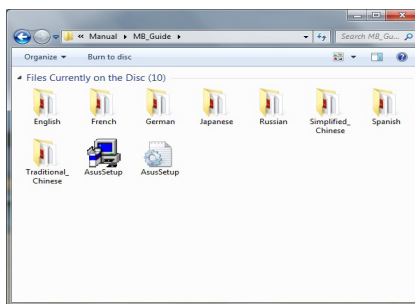 « Manual ▸ MB_Guide ▸
Search MB_Gu...
Organize ▾ Burn to disc
Files Currently on the Disc (10)
English French German Japanese Russian Simplified_ Spanish
Chinese
Traditional_ AsusSetup AsusSetup
Chinese